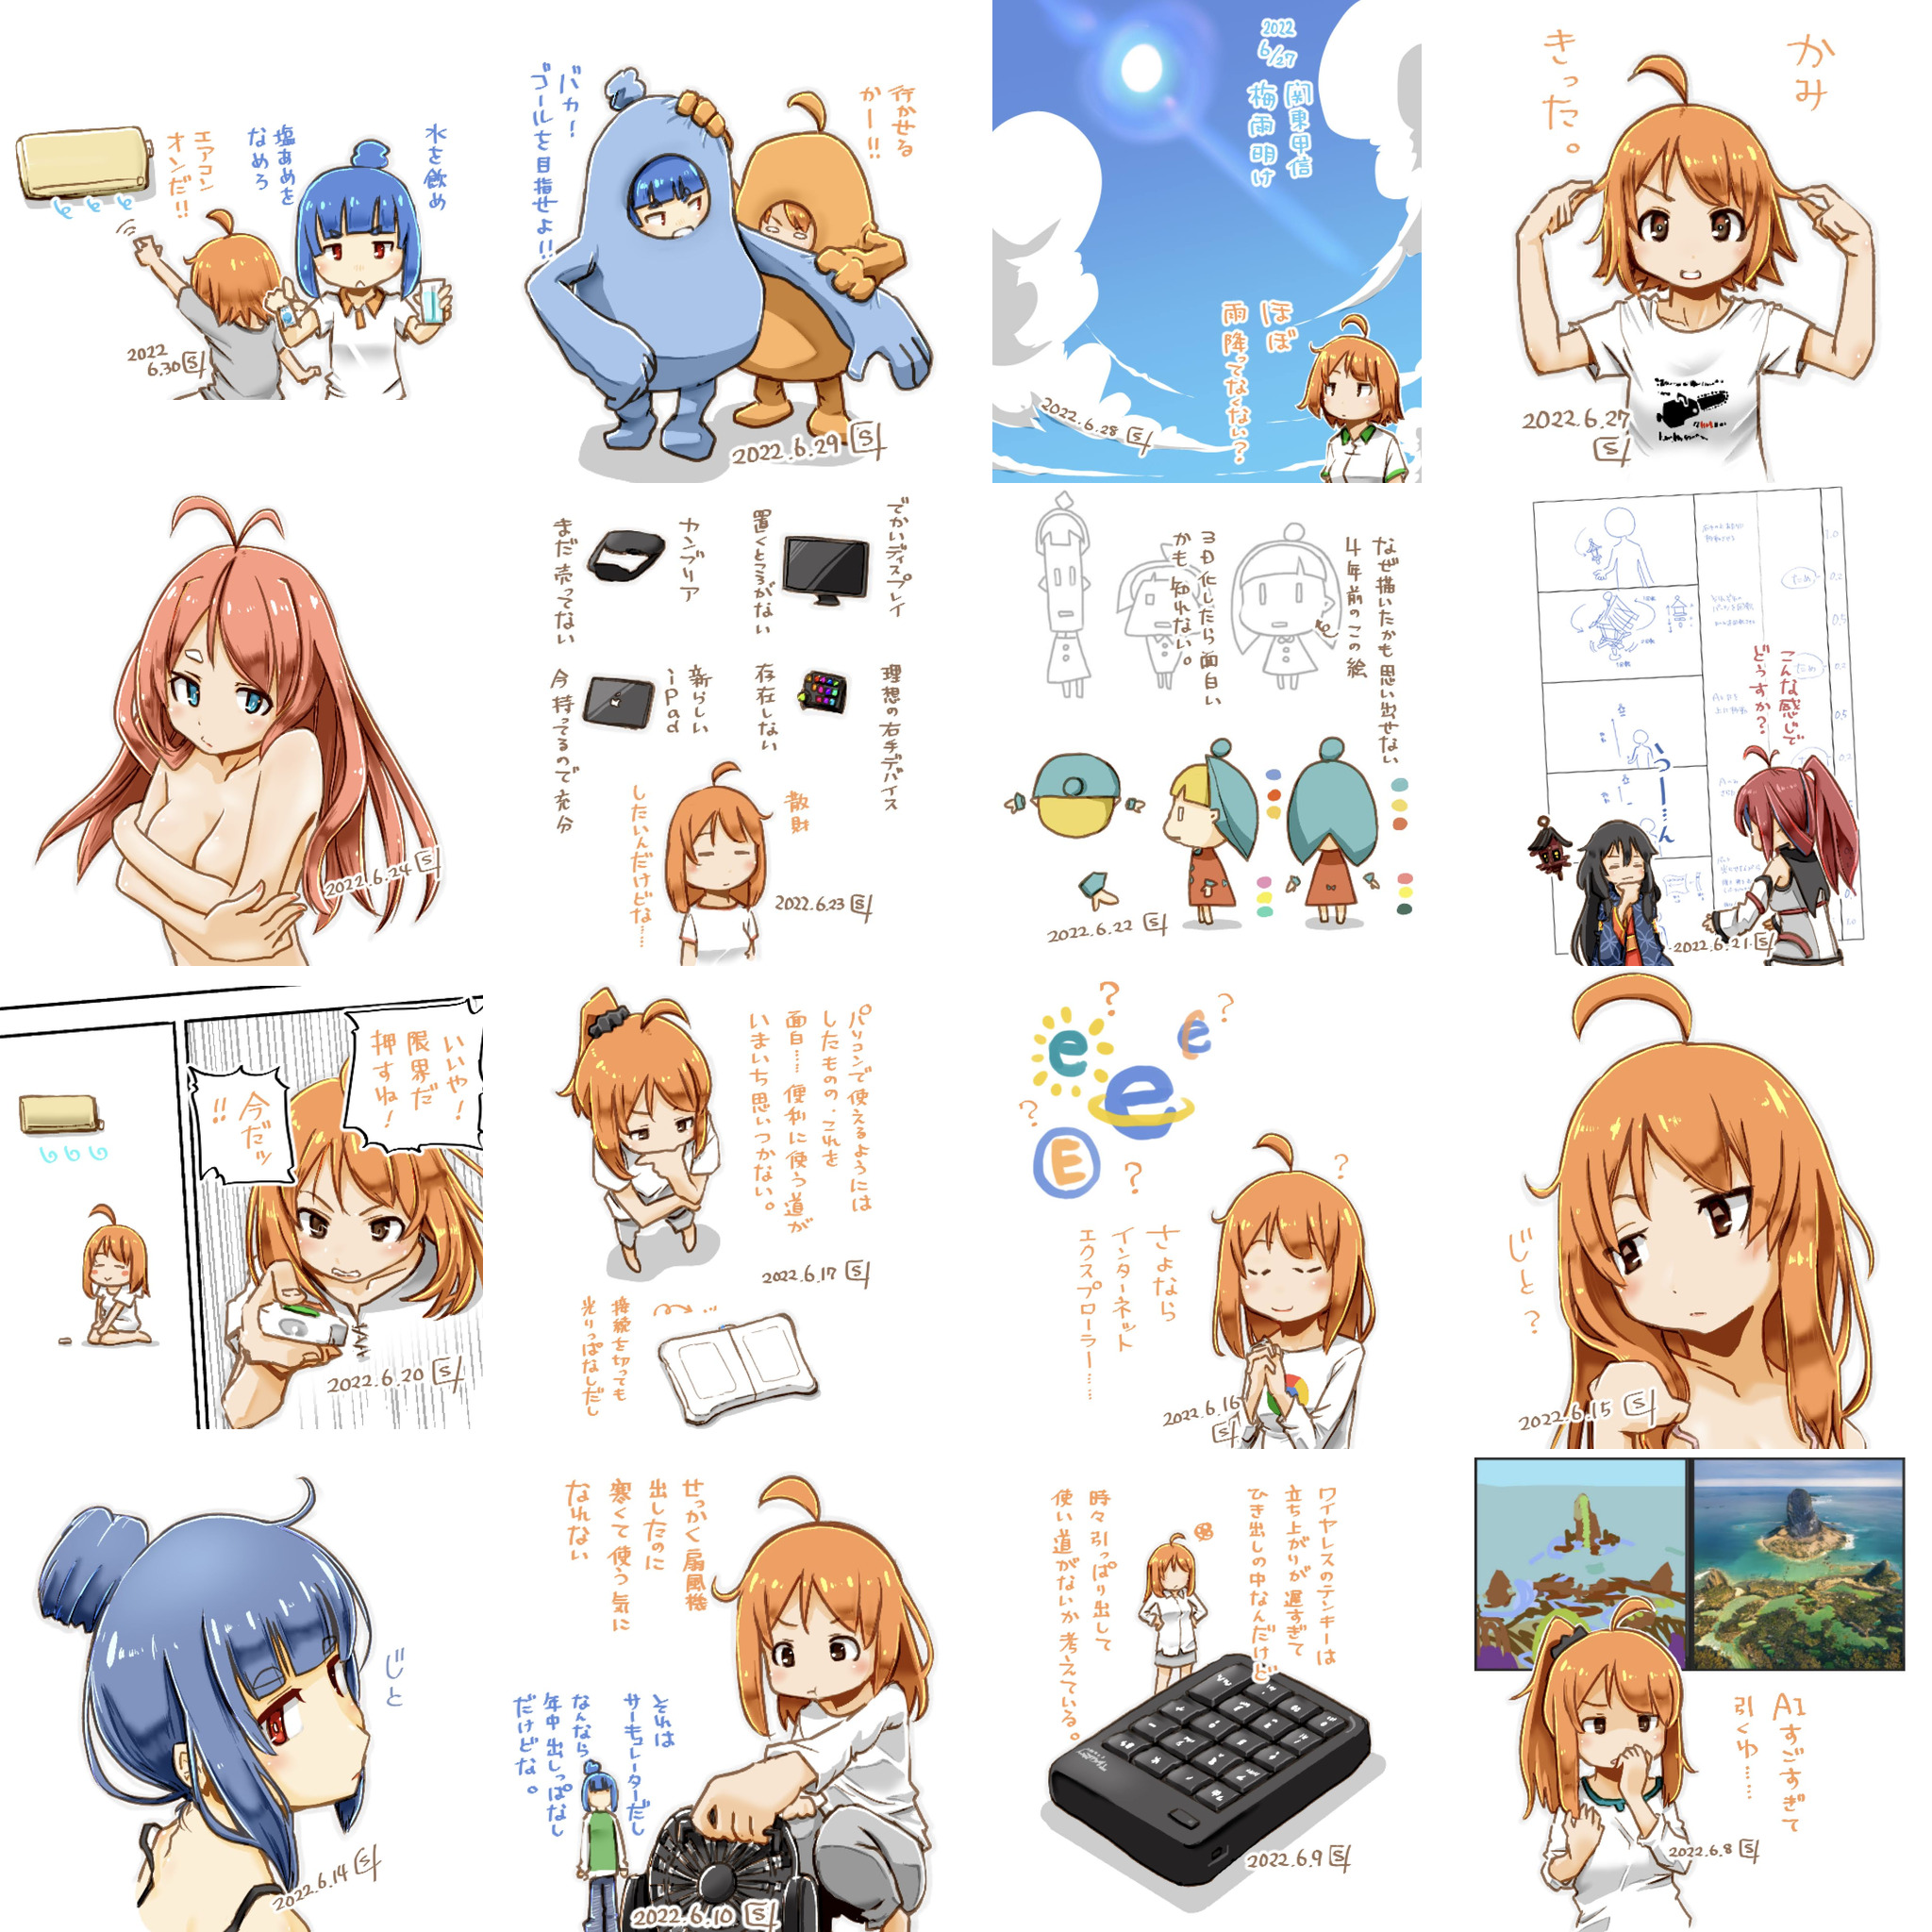 水を飲め
塩あめを
なめろ
エアコン
オンだ!!
2022
6.30
行かせる
かー!!
バカ!
ゴールを目指せよ!!
2022.6.29
2022
6/27
関東甲信
梅雨明け
ほぼ
雨降ってなくない?
2022.6.28
かみ
きった。
2022.6.27
2022.6.24
でかいディスプレイ
置くところがない
カンブリア
まだ売ってない
理想の右手デバイス
存在しない
新らしい
iPad
今持ってるので充分
散財
したいんだけどな……
2022.6.23
なぜ描いたかも思い出せない
4年前のこの絵
3D化したら面白い
かも知れない。
2022.6.22
こんな感じで
どうすか?
うーーん
ため
1.0
0.2
0.5
0.2
0.5
2022.6.21
いいや!
限界だ
押すね!
今だッ
!!
2022.6.20
パソコンで使えるようには
したものの、これを
面白……便利に使う道が
いまいち思いつかない。
2022.6.17
接続を切っても
光りっぱなしだし
e
?
e
?
e
?
E
?
?
さよなら
インターネット
エクスプローラー……
2022.6.16
じと?
2022.6.15
じと
2022.6.14
せっかく扇風機
出したのに
寒くて使う気に
なれない
それは
サーキュレーターだし
なんなら
年中出しっぱなし
だけどな。
2022.6.10
ワイヤレスのテンキーは
立ち上がりが遅すぎて
ひき出しの中なんだけど
時々引っぱり出して
使い道がないか考えている。
2022.6.9
AIすごすぎて
引くわ……
2022.6.8